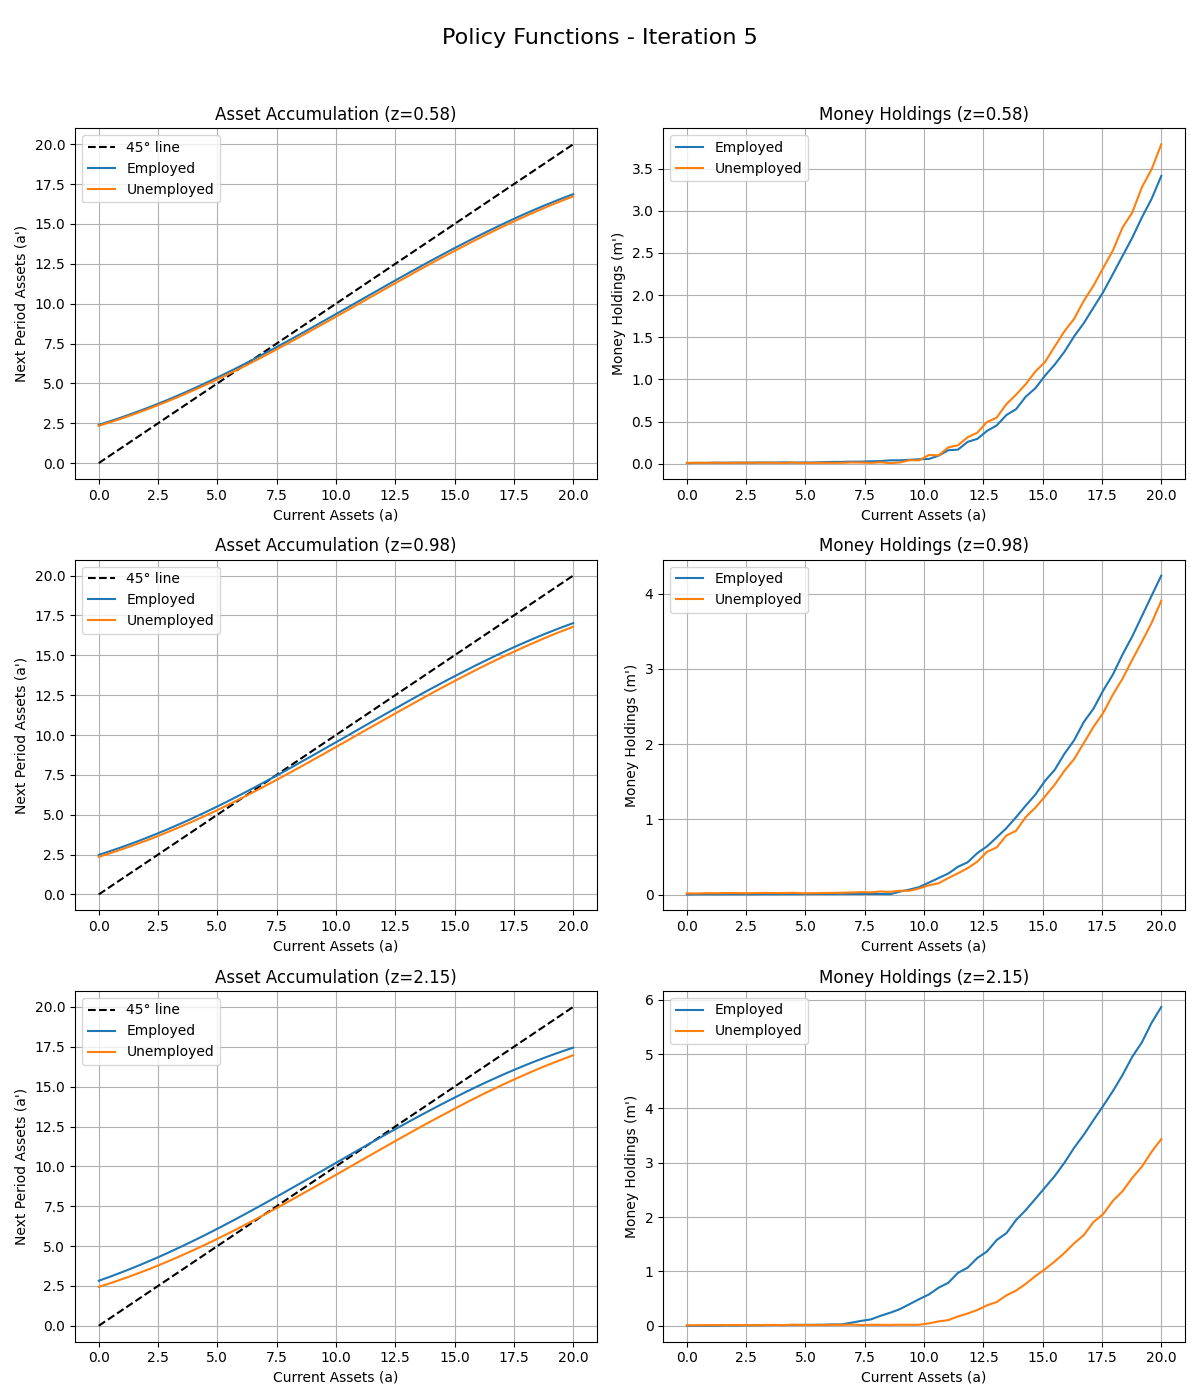 Policy Functions - Iteration 5
Asset Accumulation (z=0.58)
45° line
Employed
Unemployed
20.0
17.5
15.0
12.5
10.0
7.5
5.0
2.5
0.0
Next Period Assets (a')
0.0 2.5 5.0 7.5 10.0 12.5 15.0 17.5 20.0
Current Assets (a)
Money Holdings (z=0.58)
Employed
Unemployed
3.5
3.0
2.5
2.0
1.5
1.0
0.5
0.0
Money Holdings (m')
0.0 2.5 5.0 7.5 10.0 12.5 15.0 17.5 20.0
Current Assets (a)
Asset Accumulation (z=0.98)
45° line
Employed
Unemployed
20.0
17.5
15.0
12.5
10.0
7.5
5.0
2.5
0.0
Next Period Assets (a')
0.0 2.5 5.0 7.5 10.0 12.5 15.0 17.5 20.0
Current Assets (a)
Money Holdings (z=0.98)
Employed
Unemployed
4
3
2
1
0
Money Holdings (m')
0.0 2.5 5.0 7.5 10.0 12.5 15.0 17.5 20.0
Current Assets (a)
Asset Accumulation (z=2.15)
45° line
Employed
Unemployed
20.0
17.5
15.0
12.5
10.0
7.5
5.0
2.5
0.0
Next Period Assets (a')
0.0 2.5 5.0 7.5 10.0 12.5 15.0 17.5 20.0
Current Assets (a)
Money Holdings (z=2.15)
Employed
Unemployed
6
5
4
3
2
1
0
Money Holdings (m')
0.0 2.5 5.0 7.5 10.0 12.5 15.0 17.5 20.0
Current Assets (a)